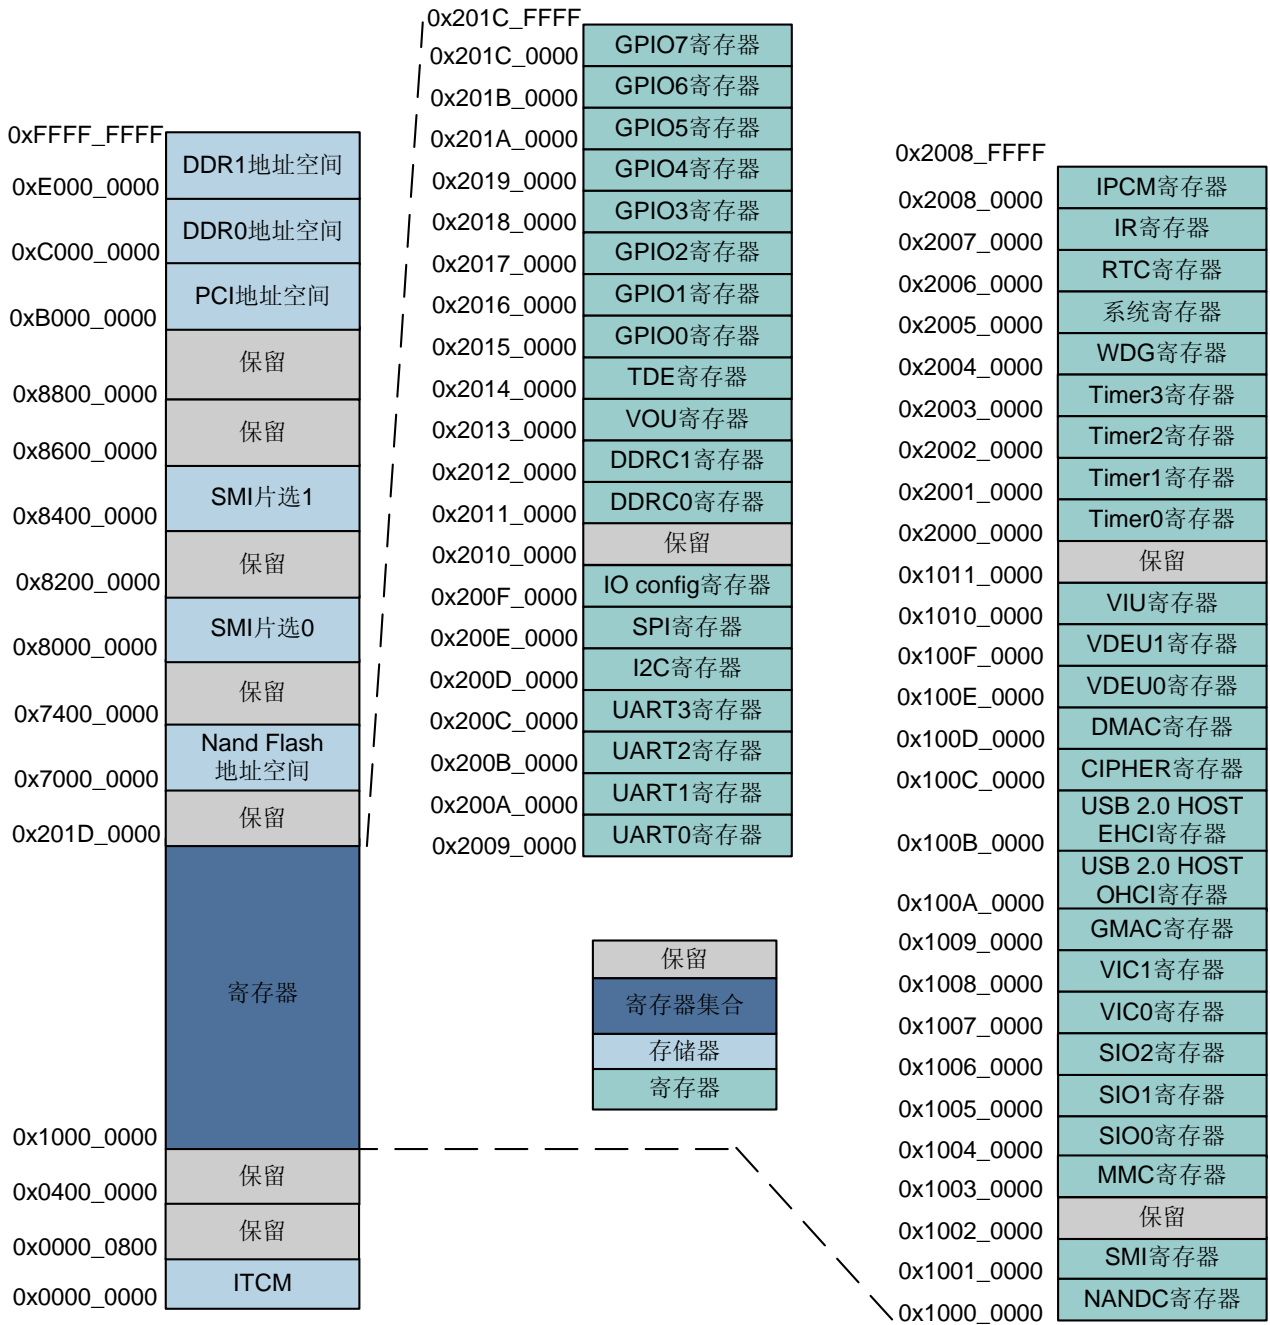 0xFFFF_FFFF
DDR1地址空间
0xE000_0000
DDR0地址空间
0xC000_0000
PCI地址空间
0xB000_0000
保留
0x8800_0000
保留
0x8600_0000
SMI片选1
0x8400_0000
保留
0x8200_0000
SMI片选0
0x8000_0000
保留
0x7400_0000
Nand Flash
地址空间
0x7000_0000
保留
0x201D_0000
寄存器
0x1000_0000
保留
0x0400_0000
保留
0x0000_0800
ITCM
0x0000_0000
0x201C_FFFF
GPIO7寄存器
0x201C_0000
GPIO6寄存器
0x201B_0000
GPIO5寄存器
0x201A_0000
GPIO4寄存器
0x2019_0000
GPIO3寄存器
0x2018_0000
GPIO2寄存器
0x2017_0000
GPIO1寄存器
0x2016_0000
GPIO0寄存器
0x2015_0000
TDE寄存器
0x2014_0000
VOU寄存器
0x2013_0000
DDRC1寄存器
0x2012_0000
DDRC0寄存器
0x2011_0000
保留
0x2010_0000
IO config寄存器
0x200F_0000
SPI寄存器
0x200E_0000
I2C寄存器
0x200D_0000
UART3寄存器
0x200C_0000
UART2寄存器
0x200B_0000
UART1寄存器
0x200A_0000
UART0寄存器
0x2009_0000
保留
寄存器集合
存储器
寄存器
0x2008_FFFF
IPCM寄存器
0x2008_0000
IR寄存器
0x2007_0000
RTC寄存器
0x2006_0000
系统寄存器
0x2005_0000
WDG寄存器
0x2004_0000
Timer3寄存器
0x2003_0000
Timer2寄存器
0x2002_0000
Timer1寄存器
0x2001_0000
Timer0寄存器
0x2000_0000
保留
0x1011_0000
VIU寄存器
0x1010_0000
VDEU1寄存器
0x100F_0000
VDEU0寄存器
0x100E_0000
DMAC寄存器
0x100D_0000
CIPHER寄存器
0x100C_0000
USB 2.0 HOST
EHCI寄存器
0x100B_0000
USB 2.0 HOST
OHCI寄存器
0x100A_0000
GMAC寄存器
0x1009_0000
VIC1寄存器
0x1008_0000
VIC0寄存器
0x1007_0000
SIO2寄存器
0x1006_0000
SIO1寄存器
0x1005_0000
SIO0寄存器
0x1004_0000
MMC寄存器
0x1003_0000
保留
0x1002_0000
SMI寄存器
0x1001_0000
NANDC寄存器
0x1000_0000